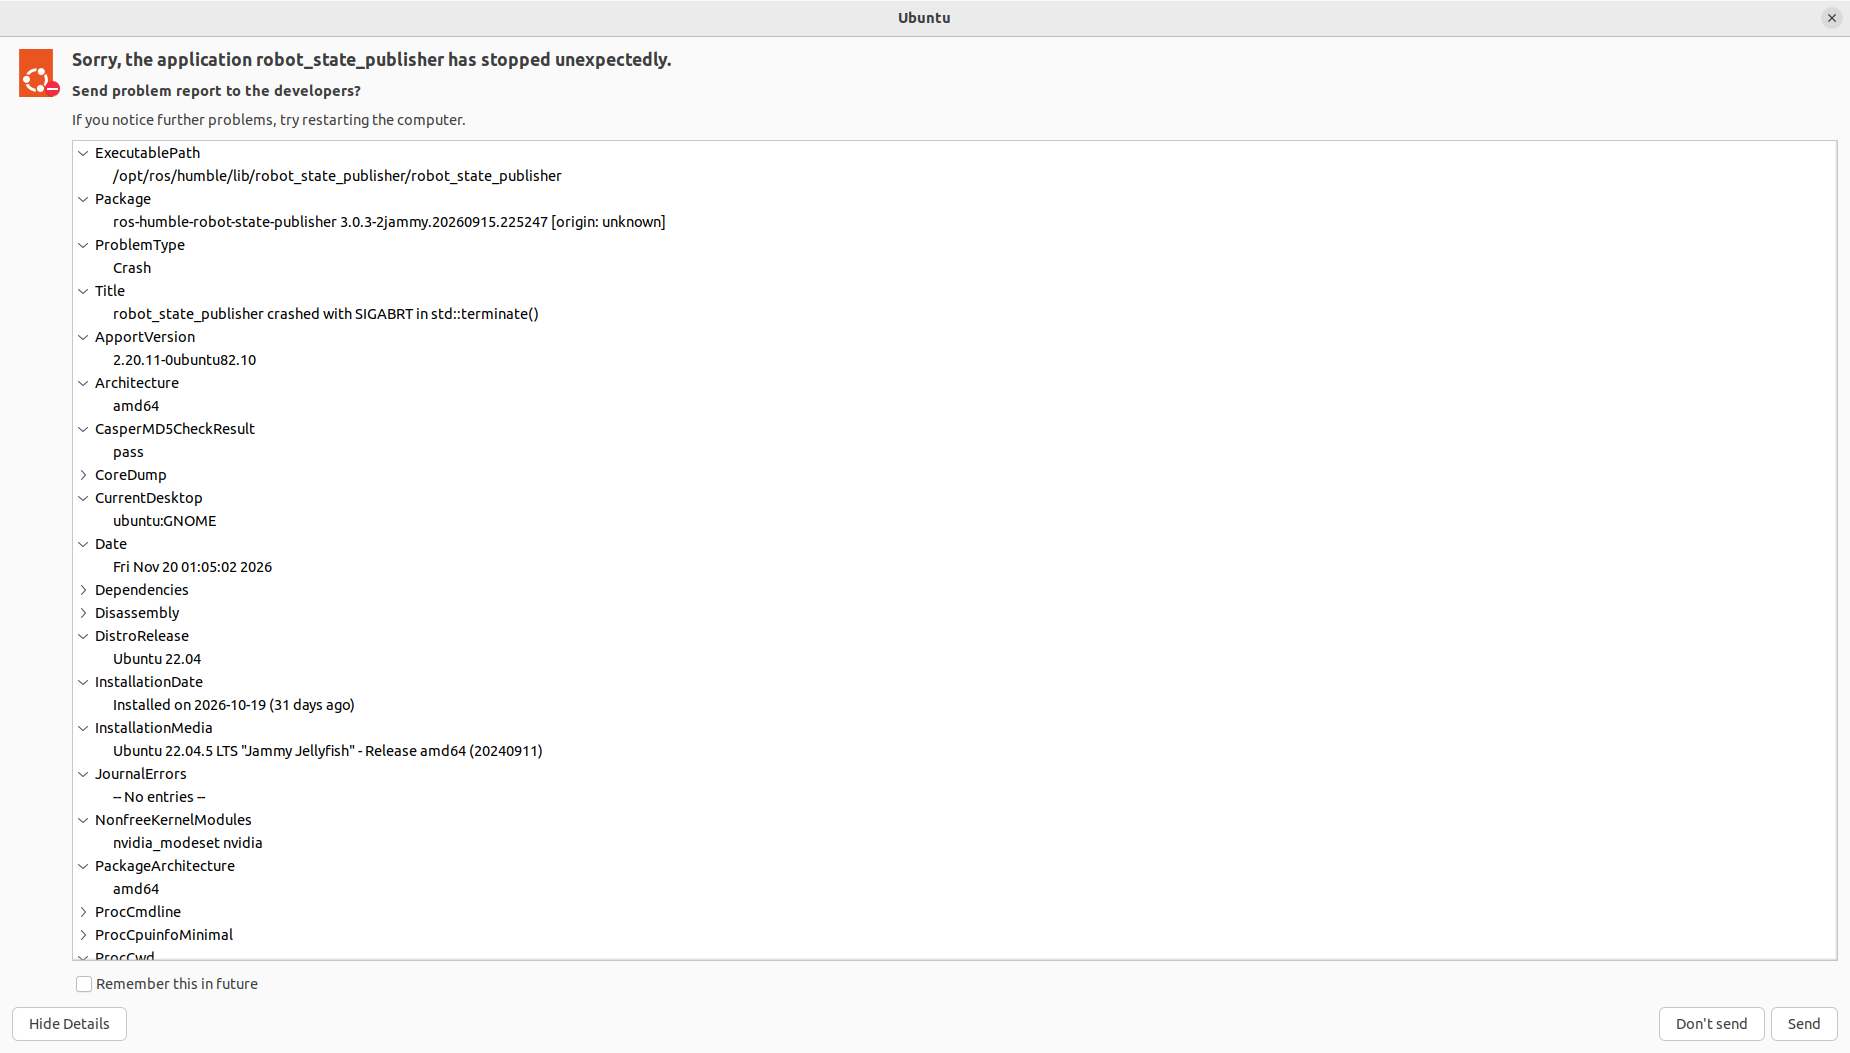 Ubuntu
Sorry, the application robot_state_publisher has stopped unexpectedly.
Send problem report to the developers?
If you notice further problems, try restarting the computer.
ExecutablePath
/opt/ros/humble/lib/robot_state_publisher/robot_state_publisher
Package
ros-humble-robot-state-publisher 3.0.3-2jammy.20260915.225247 [origin: unknown]
ProblemType
Crash
Title
robot_state_publisher crashed with SIGABRT in std::terminate()
ApportVersion
2.20.11-0ubuntu82.10
Architecture
amd64
CasperMD5CheckResult
pass
CoreDump
CurrentDesktop
ubuntu:GNOME
Date
Fri Nov 20 01:05:02 2026
Dependencies
Disassembly
DistroRelease
Ubuntu 22.04
InstallationDate
Installed on 2026-10-19 (31 days ago)
InstallationMedia
Ubuntu 22.04.5 LTS "Jammy Jellyfish" - Release amd64 (20240911)
JournalErrors
-- No entries --
NonfreeKernelModules
nvidia_modeset nvidia
PackageArchitecture
amd64
ProcCmdline
ProcCpuinfoMinimal
ProcCwd
Remember this in future
Hide Details
Don't send
Send